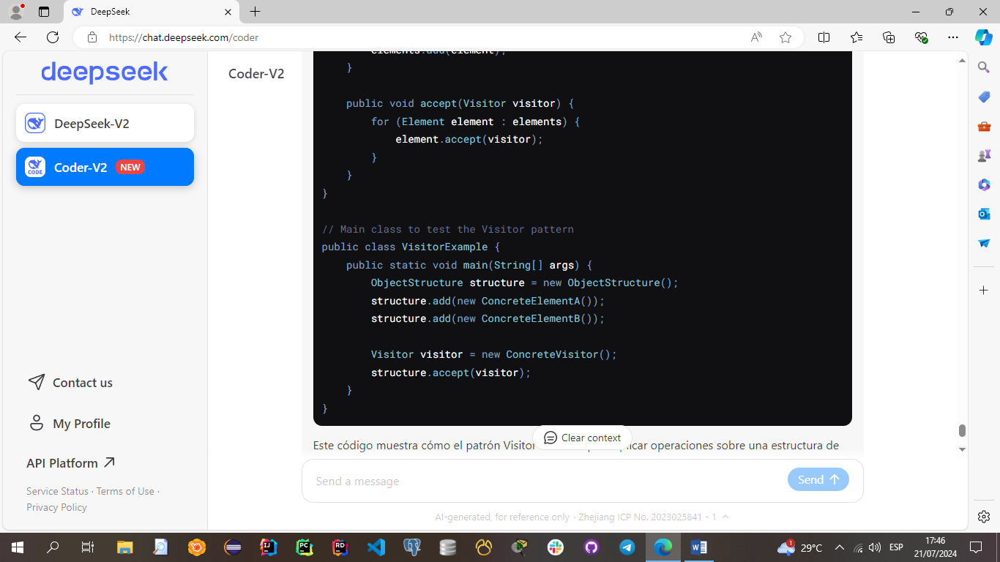 DeepSeek
https://chat.deepseek.com/coder
deepseek
DeepSeek-V2
CODE
Coder-V2 NEW
Contact us
My Profile
API Platform
Service Status · Terms of Use ·
Privacy Policy
Coder-V2
elements.add(element);
}
public void accept(Visitor visitor) {
for (Element element : elements) {
element.accept(visitor);
}
}
}
// Main class to test the Visitor pattern
public class VisitorExample {
public static void main(String[] args) {
ObjectStructure structure = new ObjectStructure();
structure.add(new ConcreteElementA());
structure.add(new ConcreteElementB());
Visitor visitor = new ConcreteVisitor();
structure.accept(visitor);
}
}
Clear context
Este código muestra cómo el patrón Visitor operaciones sobre una estructura de
Send a message
Send
AI-generated, for reference only · Zhejiang ICP No. 2023025841 - 1
IJ
PC
RD
1
29°C
ESP
17:46
21/07/2024